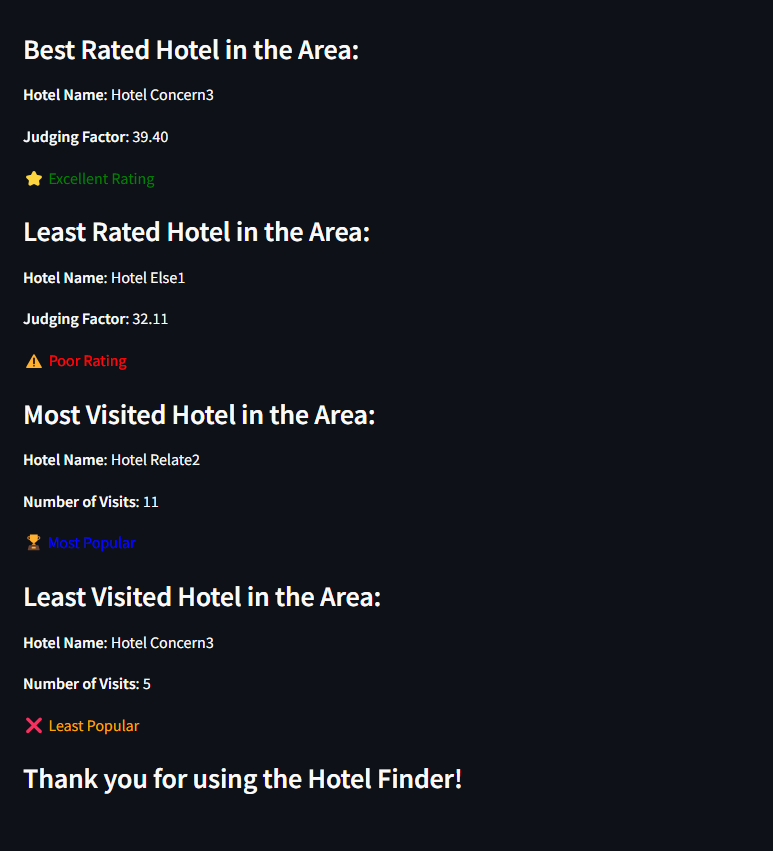 Best Rated Hotel in the Area:
Hotel Name: Hotel Concern3
Judging Factor: 39.40
⭐ Excellent Rating
Least Rated Hotel in the Area:
Hotel Name: Hotel Else1
Judging Factor: 32.11
⚠️ Poor Rating
Most Visited Hotel in the Area:
Hotel Name: Hotel Relate2
Number of Visits: 11
🏆 Most Popular
Least Visited Hotel in the Area:
Hotel Name: Hotel Concern3
Number of Visits: 5
❌ Least Popular
Thank you for using the Hotel Finder!